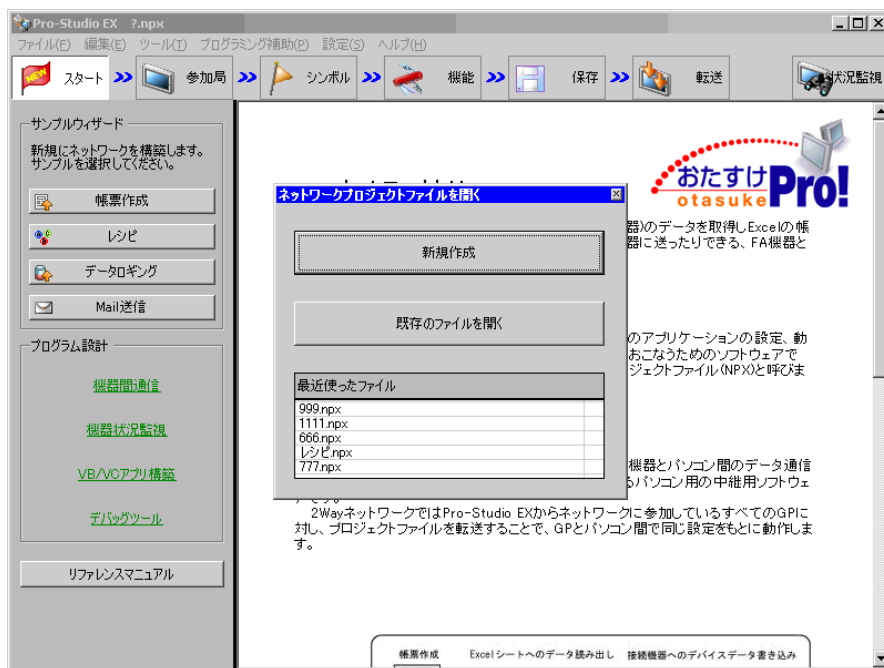 Pro-Studio EX ?.npx
ファイル(F) 編集(E) ツール(T) プログラミング補助(P) 設定(S) ヘルプ(H)
NEW スタート 参加局 シンボル 機能 保存 転送 状況監視
サンプルウィザード
新規にネットワークを構築します。
サンプルを選択してください。
帳票作成
レシピ
データロギング
Mail送信
プログラム設計
機器間通信
機器状況監視
VB/VCアプリ構築
デバッグツール
リファレンスマニュアル
おたすけPro!
otasuke
器)のデータを取得しExcelの帳
器に送ったりできる、FA機器と
のアプリケーションの設定、動
おこなうためのソフトウェアで
ジェクトファイル(NPX)と呼びま
機器とパソコン間のデータ通信
るパソコン用の中継用ソフトウェ
アです。
2WayネットワークではPro-Studio EXからネットワークに参加しているすべてのGPに
対し、プロジェクトファイルを転送することで、GPとパソコン間で同じ設定をもとに動作しま
す。
帳票作成 Excelシートへのデータ読み出し 接続機器へのデバイスデータ書き込み
ネットワークプロジェクトファイルを開く
新規作成
既存のファイルを開く
最近使ったファイル
999.npx
1111.npx
666.npx
レシピ.npx
777.npx